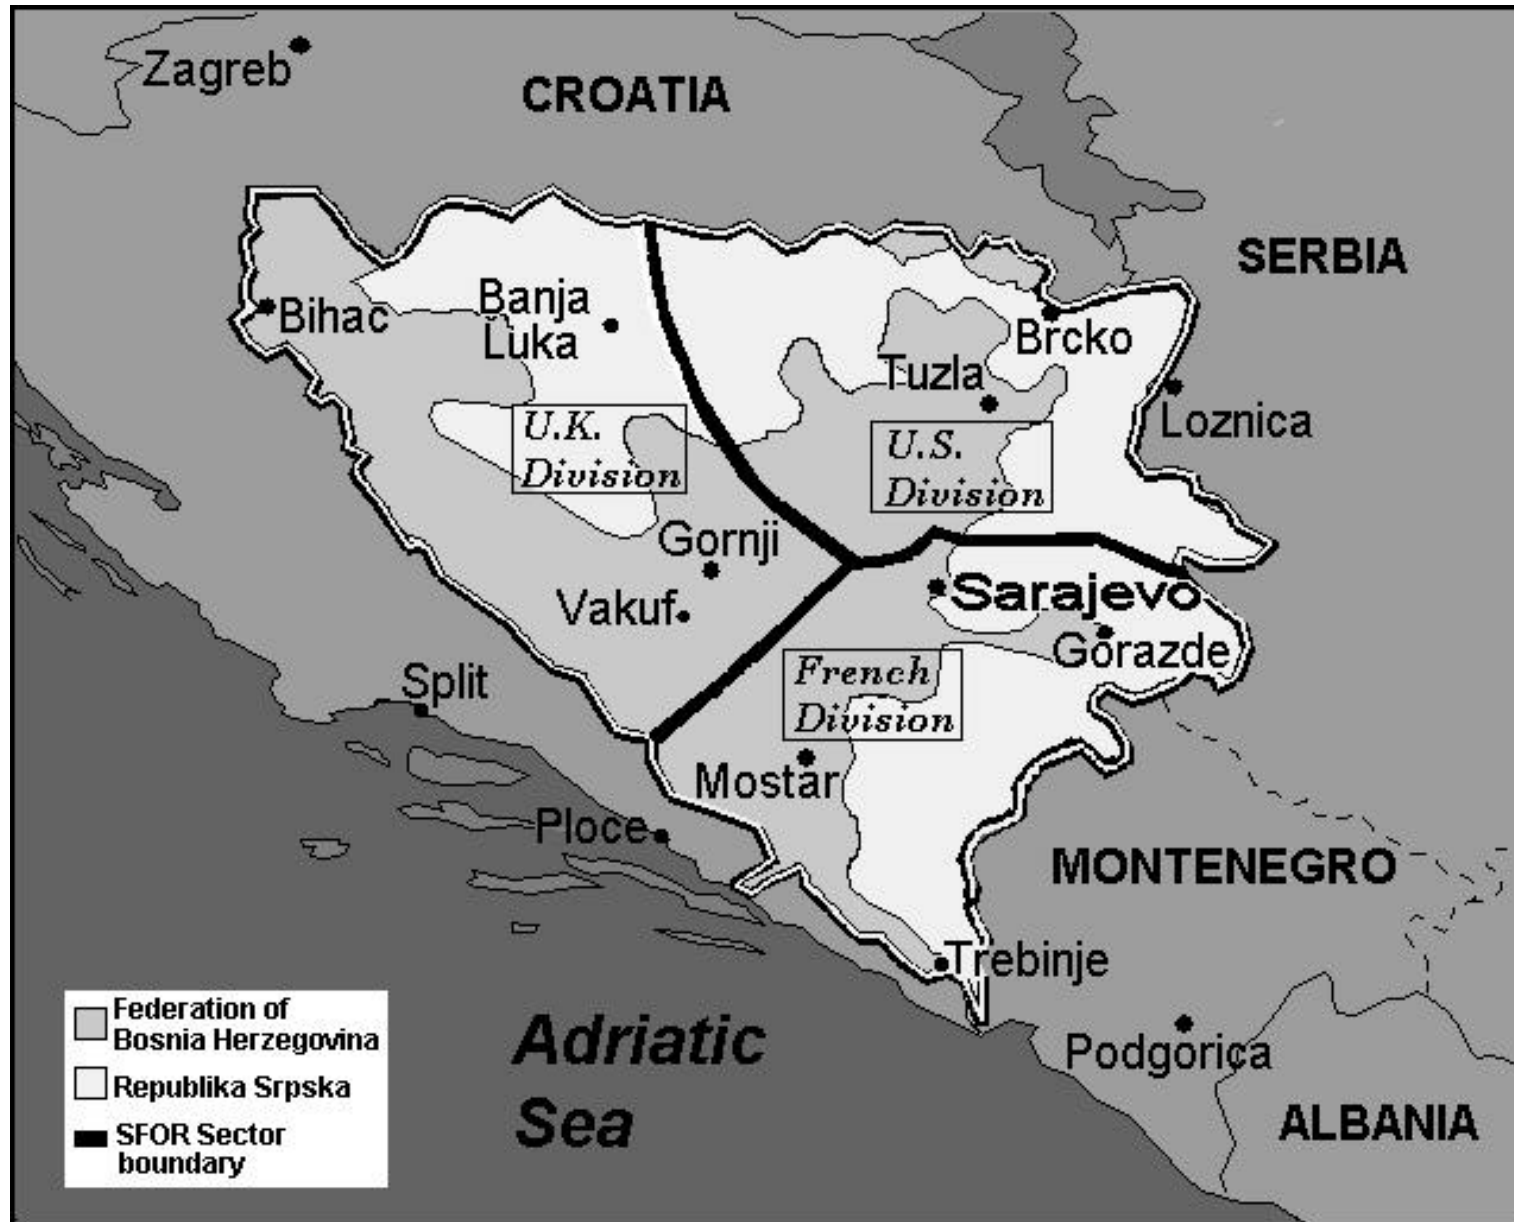 Zagreb
CROATIA
SERBIA
Bihac
Banja
Luka
Brcko
Tuzla
Loznica
U.K.
Division
U.S.
Division
Gornji
Vakuf
Sarajevo
Gorazde
Split
French
Division
Mostar
Ploce
MONTENEGRO
Trebinje
Adriatic
Sea
Podgorica
ALBANIA
Federation of
Bosnia Herzegovina
Republika Srpska
SFOR Sector
boundary